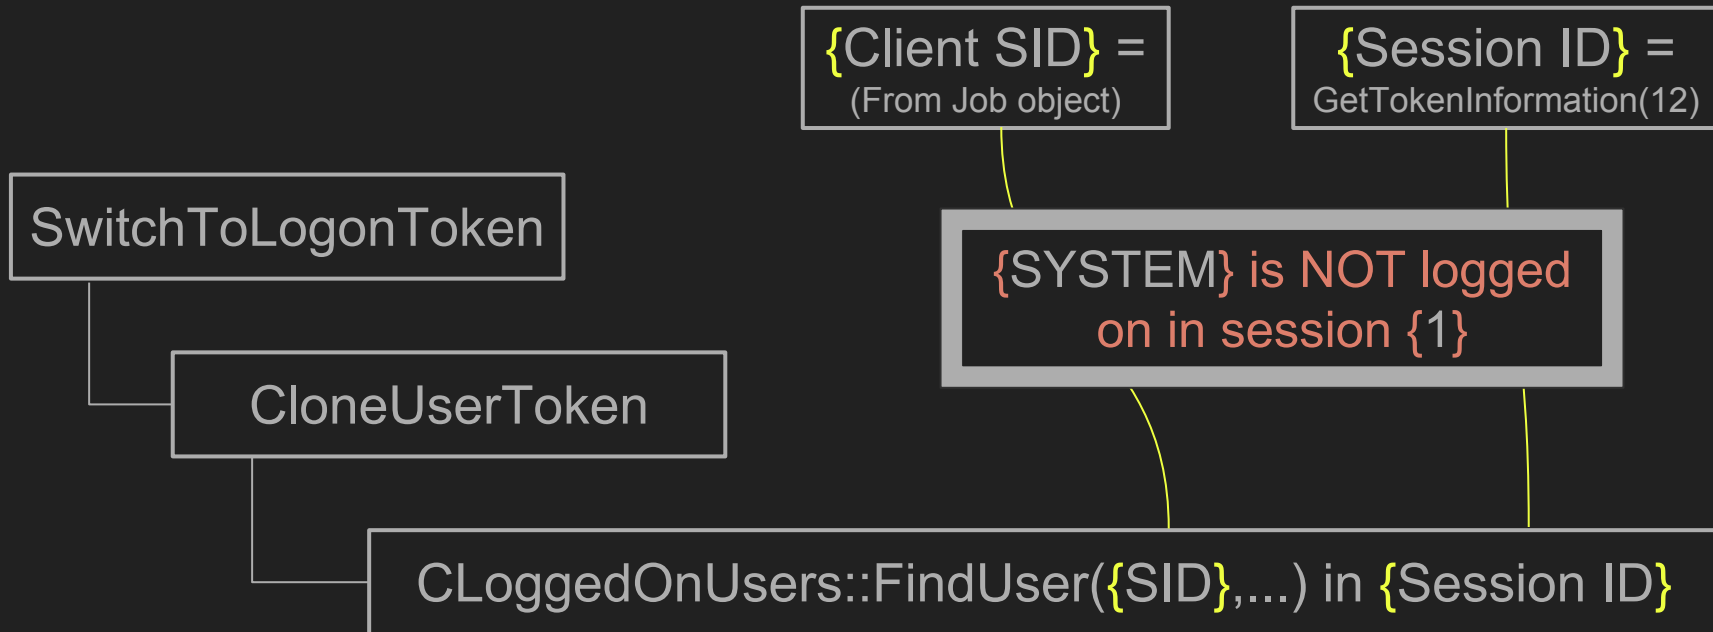 {Client SID} =
(From Job object)
{Session ID} =
GetTokenInformation(12)
SwitchToLogonToken
{SYSTEM} is NOT logged
on in session {1}
CloneUserToken
CLoggedOnUsers::FindUser({SID},...) in {Session ID}